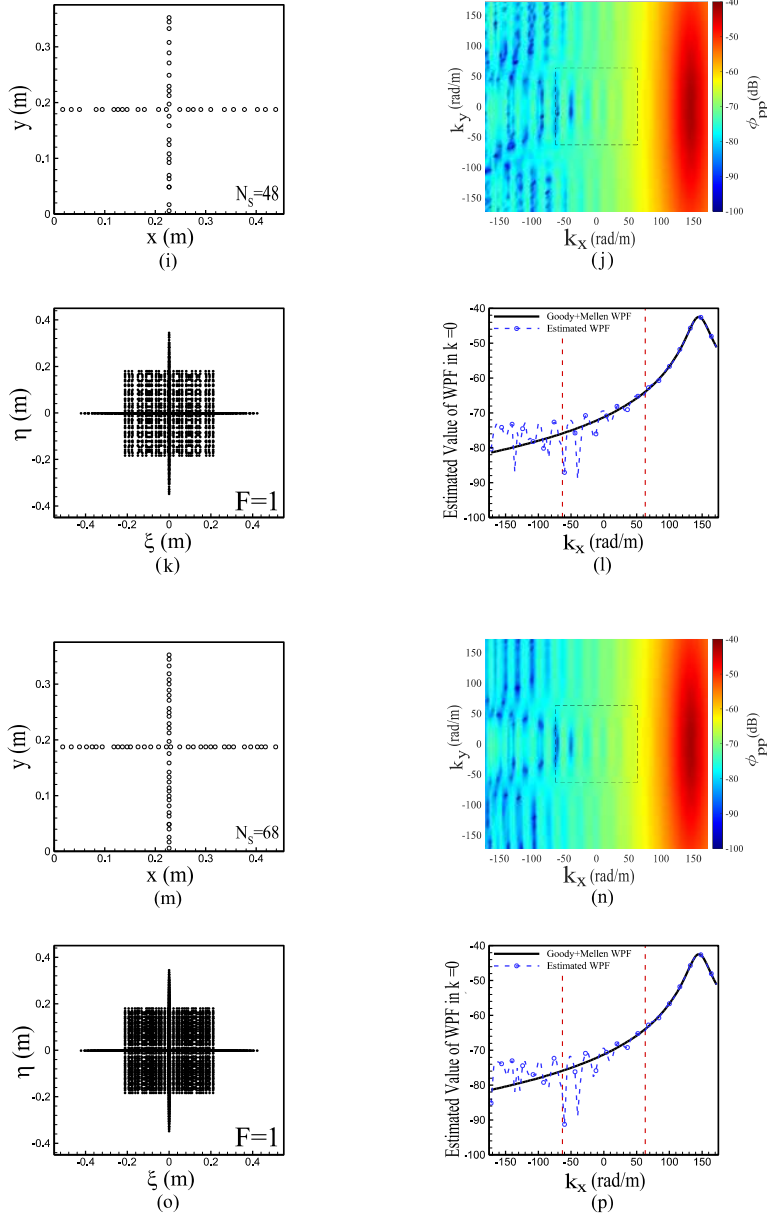 0.3
0.2
0.1
0
y (m)
N_S=48
0 0.1 0.2 0.3 0.4
x (m)
(i)
150
100
50
0
-50
-100
-150
k_y (rad/m)
-150 -100 -50 0 50 100 150
k_x (rad/m)
(j)
-40
-50
-60
-70
-80
-90
-100
ϕ_pp (dB)
0.4
0.2
0
-0.2
-0.4
η (m)
F=1
-0.4 -0.2 0 0.2 0.4
ξ (m)
(k)
-40
-50
-60
-70
-80
-90
-100
Estimated Value of WPF in k =0
Goody+Mellen WPF
Estimated WPF
-150 -100 -50 0 50 100 150
k_x (rad/m)
(l)
0.3
0.2
0.1
0
y (m)
N_S=68
0 0.1 0.2 0.3 0.4
x (m)
(m)
150
100
50
0
-50
-100
-150
k_y (rad/m)
-150 -100 -50 0 50 100 150
k_x (rad/m)
(n)
-40
-50
-60
-70
-80
-90
-100
ϕ_pp (dB)
0.4
0.2
0
-0.2
-0.4
η (m)
F=1
-0.4 -0.2 0 0.2 0.4
ξ (m)
(o)
-40
-50
-60
-70
-80
-90
-100
Estimated Value of WPF in k =0
Goody+Mellen WPF
Estimated WPF
-150 -100 -50 0 50 100 150
k_x (rad/m)
(p)